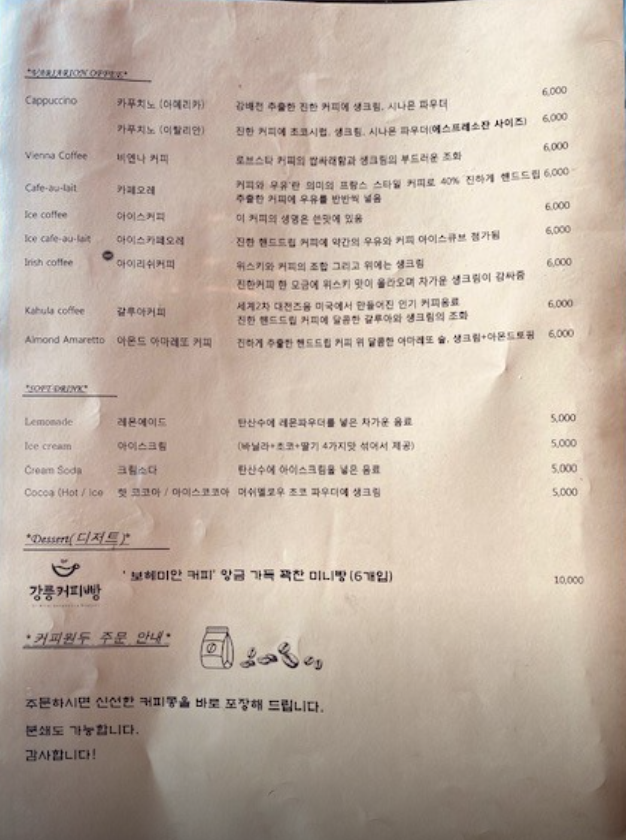 *VARIARION OFFEE*
Cappuccino 카푸치노 (아메리카) 강배전 추출한 진한 커피에 생크림, 시나몬 파우더 6,000
카푸치노 (이탈리안) 진한 커피에 초코시럽, 생크림, 시나몬 파우더(에스프레소잔 사이즈) 6,000
Vienna Coffee 비엔나 커피 로브스타 커피의 쌉싸래함과 생크림의 부드러운 조화 6,000
Cafe-au-lait 카페오레 커피와 우유'란 의미의 프랑스 스타일 커피로 40% 진하게 핸드드립 6,000
추출한 커피에 우유를 반반씩 넣음
Ice coffee 아이스커피 이 커피의 생명은 쓴맛에 있음 6,000
Ice cafe-au-lait 아이스카페오레 진한 핸드드립 커피에 약간의 우유와 커피 아이스큐브 첨가됨 6,000
Irish coffee 아이리쉬커피 위스키와 커피의 조합 그리고 위에는 생크림 6,000
진한커피 한 모금에 위스키 맛이 올라오며 차가운 생크림이 감싸줌
Kahula coffee 갈루아커피 세계2차 대전즈음 미국에서 만들어진 인기 커피음료 6,000
진한 핸드드립 커피에 달콤한 갈루아와 생크림의 조화
Almond Amaretto 아몬드 아마레또 커피 진하게 추출한 핸드드립 커피 위 달콤한 아마레또 술, 생크림+아몬드토핑 6,000
*SOFT DRINK*
Lemonade 레몬에이드 탄산수에 레몬파우더를 넣은 차가운 음료 5,000
Ice cream 아이스크림 (바닐라+초코+딸기 4가지맛 섞어서 제공) 5,000
Cream Soda 크림소다 탄산수에 아이스크림을 넣은 음료 5,000
Cocoa (Hot / Ice 핫 코코아 / 아이스코코아 머쉬멜로우 초코 파우더에 생크림 5,000
*Dessert(디저트)*
강릉커피빵 ' 보헤미안 커피' 앙금 가득 꽉찬 미니빵(6개입) 10,000
*커피원두 주문 안내*
주문하시면 신선한 커피콩을 바로 포장해 드립니다.
분쇄도 가능합니다.
감사합니다!